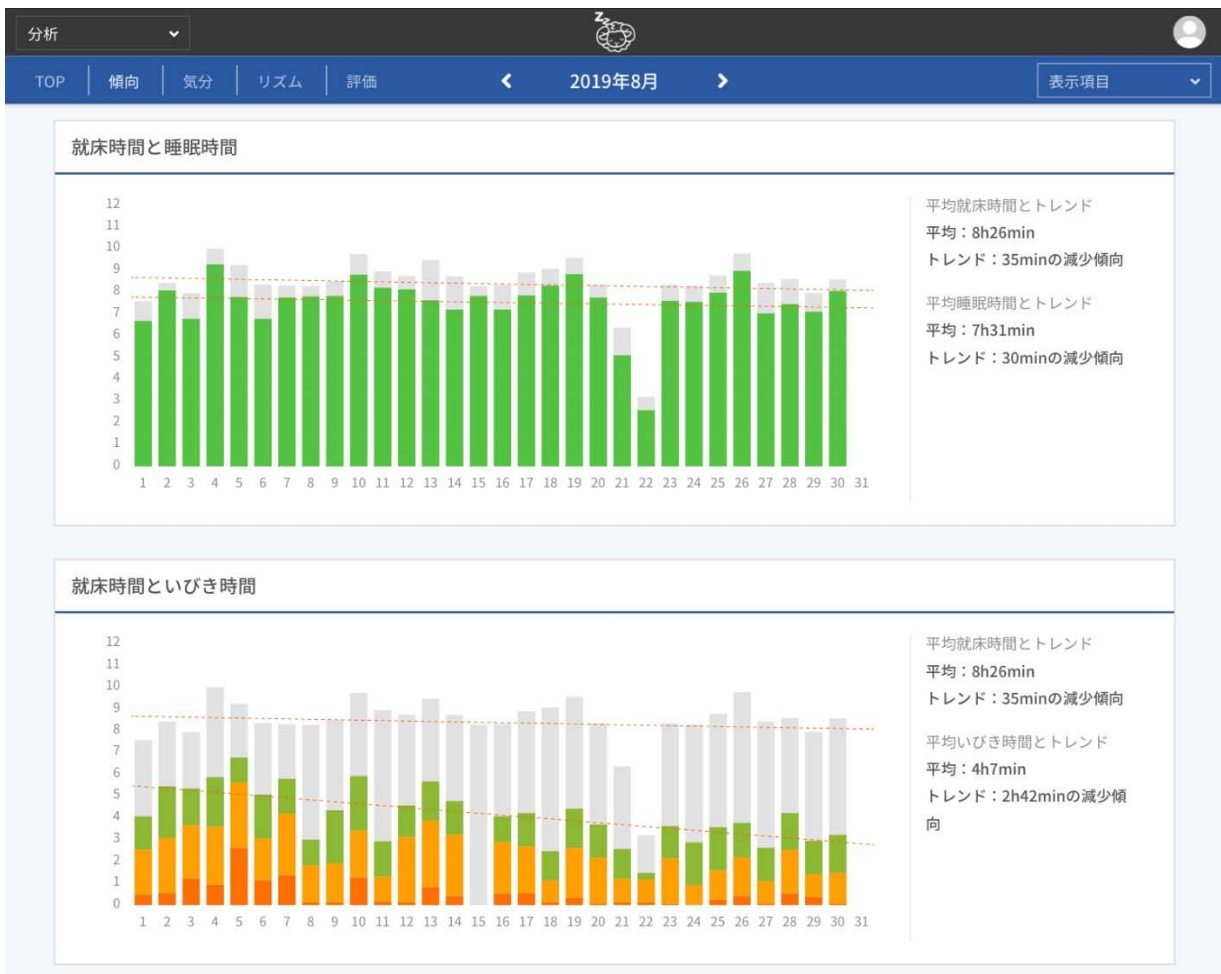 分析
Zzz
TOP 傾向 気分 リズム 評価 2019年8月 表示項目
就床時間と睡眠時間
12
11
10
9
8
7
6
5
4
3
2
1
0
1 2 3 4 5 6 7 8 9 10 11 12 13 14 15 16 17 18 19 20 21 22 23 24 25 26 27 28 29 30 31
平均就床時間とトレンド
平均：8h26min
トレンド：35minの減少傾向
平均睡眠時間とトレンド
平均：7h31min
トレンド：30minの減少傾向
就床時間といびき時間
12
11
10
9
8
7
6
5
4
3
2
1
0
1 2 3 4 5 6 7 8 9 10 11 12 13 14 15 16 17 18 19 20 21 22 23 24 25 26 27 28 29 30 31
平均就床時間とトレンド
平均：8h26min
トレンド：35minの減少傾向
平均いびき時間とトレンド
平均：4h7min
トレンド：2h42minの減少傾
向